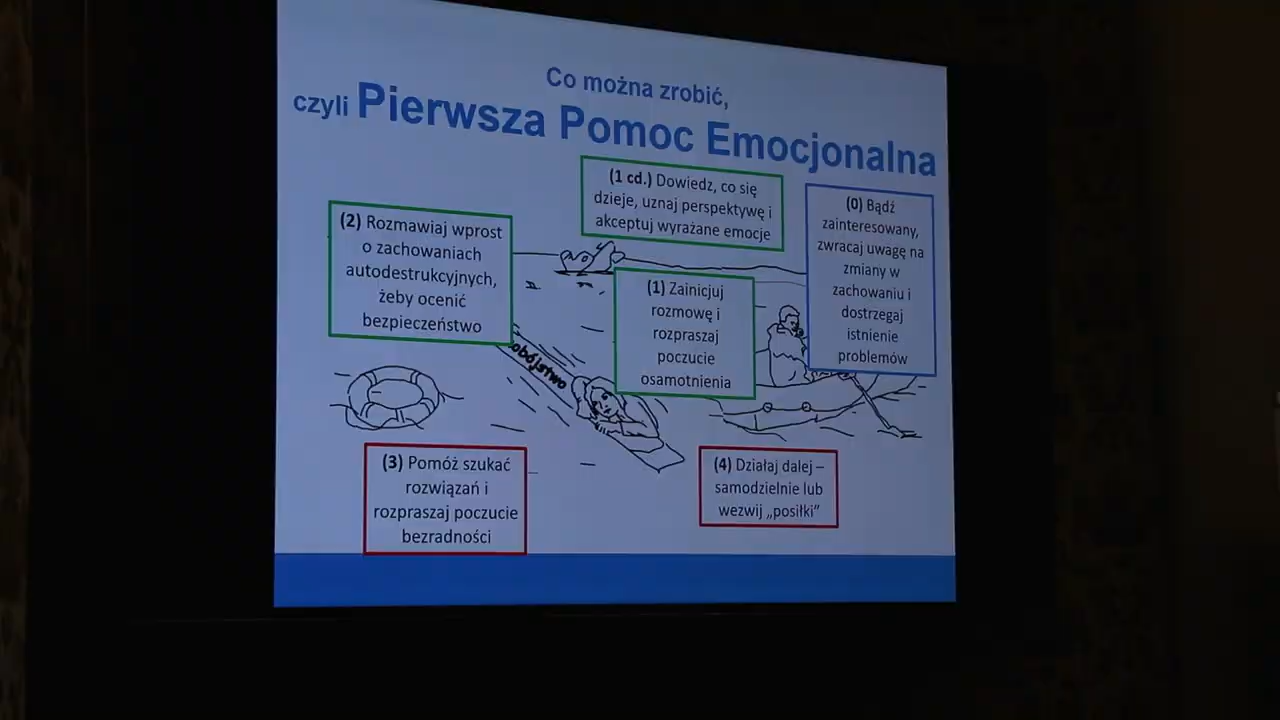 Co można zrobić,
czyli Pierwsza Pomoc Emocjonalna
(1 cd.) Dowiedz, co się
dzieje, uznaj perspektywę i
akceptuj wyrażane emocje
(0) Bądź
zainteresowany,
zwracaj uwagę na
zmiany w
zachowaniu i
dostrzegaj
istnienie
problemów
(2) Rozmawiaj wprost
o zachowaniach
autodestrukcyjnych,
żeby ocenić
bezpieczeństwo
(1) Zainicjuj
rozmowę i
rozpraszaj
poczucie
osamotnienia
obójstwo
(3) Pomóż szukać
rozwiązań i
rozpraszaj poczucie
bezradności
(4) Działaj dalej –
samodzielnie lub
wezwij „posiłki”